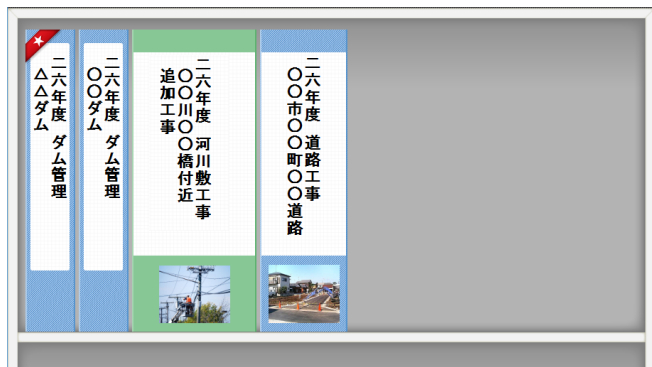 二六年度 ダム管理
△△ダム
二六年度 ダム管理
〇〇ダム
二六年度 河川敷工事
〇〇川〇〇橋付近
追加工事
二六年度 道路工事
〇〇市〇〇町〇〇道路